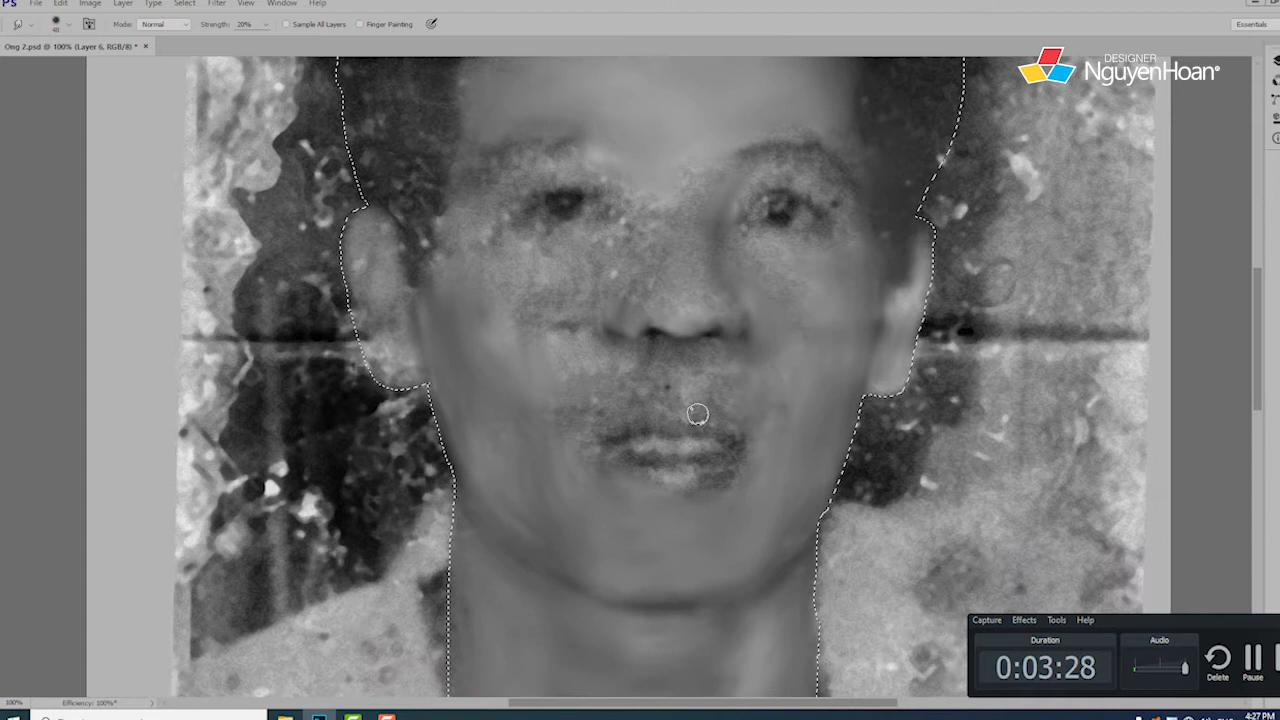 PS File Edit Image Layer Type Select Filter View Window Help
Mode: Normal Strength: 20% Sample All Layers Finger Painting
Essentials
Ong 2.psd @ 100% (Layer 6, RGB/8) * ×
DESIGNER
NguyenHoan®
Capture Effects Tools Help
Duration
Audio
0:03:28
Delete
Pause
100%
Efficiency: 100%*
4:27 PM